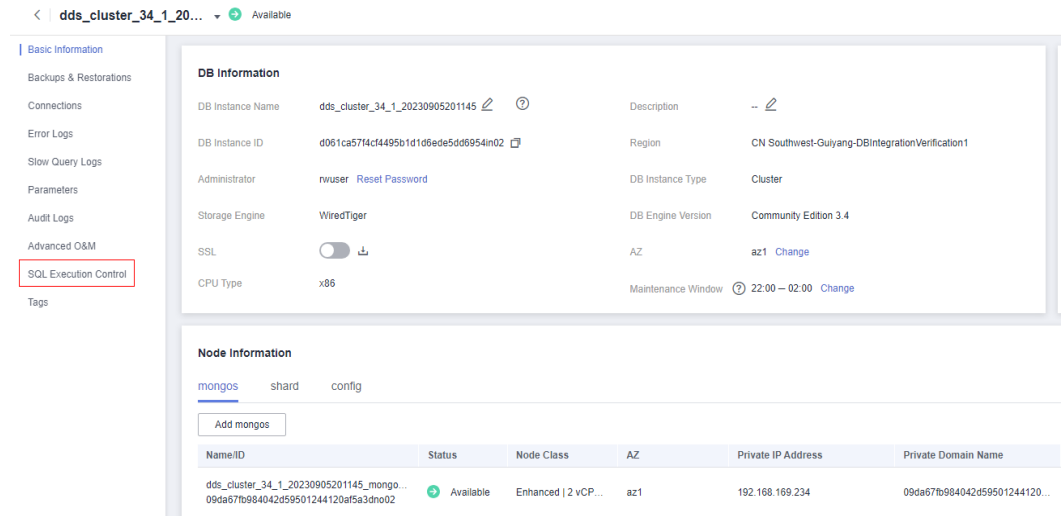 dds_cluster_34_1_20... Available
Basic Information
Backups & Restorations
Connections
Error Logs
Slow Query Logs
Parameters
Audit Logs
Advanced O&M
SQL Execution Control
Tags
DB Information
DB Instance Name dds_cluster_34_1_20230905201145 Description --
DB Instance ID d061ca57f4cf4495b1d1d6ede5dd6954in02 Region CN Southwest-Guiyang-DBIntegrationVerification1
Administrator rwuser Reset Password DB Instance Type Cluster
Storage Engine WiredTiger DB Engine Version Community Edition 3.4
SSL AZ az1 Change
CPU Type x86 Maintenance Window 22:00 — 02:00 Change
Node Information
mongos shard config
Add mongos
Name/ID Status Node Class AZ Private IP Address Private Domain Name
dds_cluster_34_1_20230905201145_mongo...
Available Enhanced | 2 vCP... az1 192.168.169.234 09da67fb984042d59501244120...
09da67fb984042d59501244120af5a3dno02